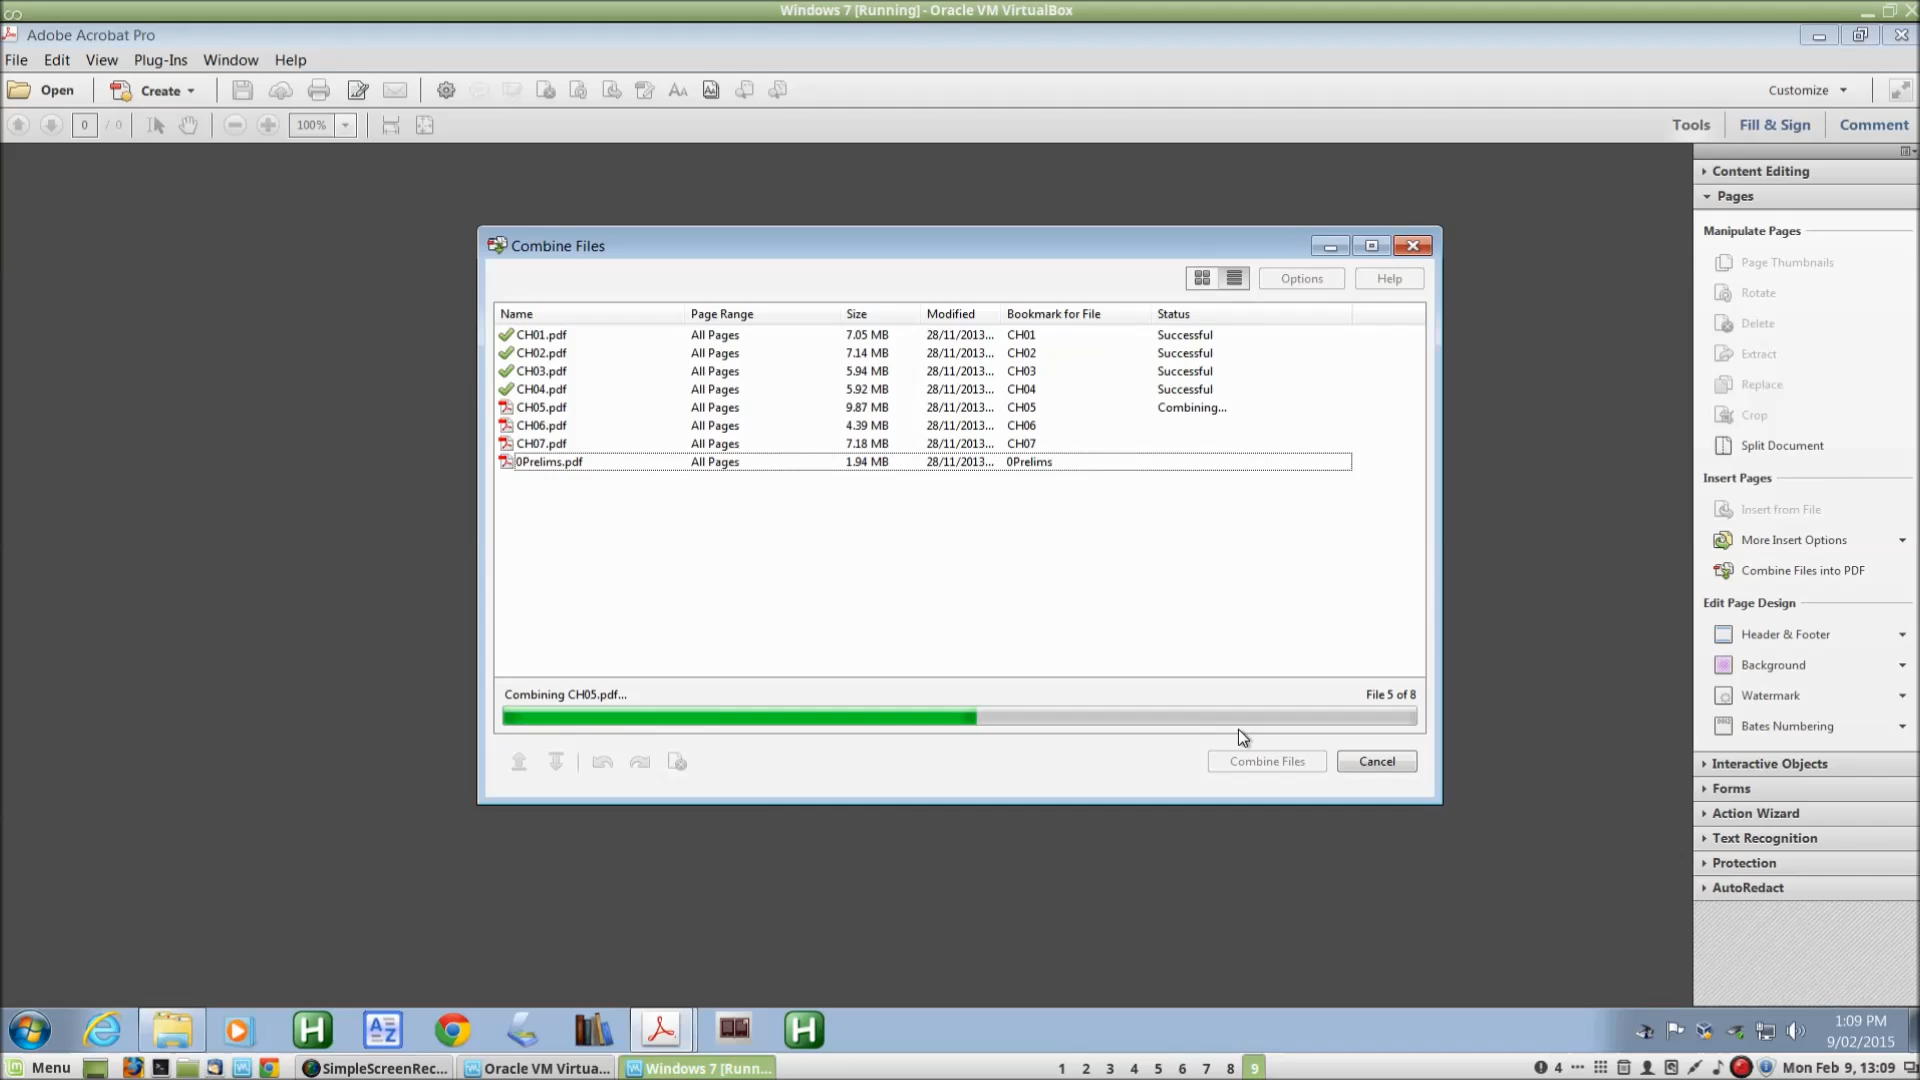 Windows 7 [Running] - Oracle VM VirtualBox
Adobe Acrobat Pro
File Edit View Plug-Ins Window Help
Open Create Customize
0 / 0 100% Tools Fill & Sign Comment
Content Editing
Pages
Manipulate Pages
Page Thumbnails
Rotate
Delete
Extract
Replace
Crop
Split Document
Insert Pages
Insert from File
More Insert Options
Combine Files into PDF
Edit Page Design
Header & Footer
Background
Watermark
Bates Numbering
Interactive Objects
Forms
Action Wizard
Text Recognition
Protection
AutoRedact
Combine Files
Options Help
Name Page Range Size Modified Bookmark for File Status
CH01.pdf All Pages 7.05 MB 28/11/2013... CH01 Successful
CH02.pdf All Pages 7.14 MB 28/11/2013... CH02 Successful
CH03.pdf All Pages 5.94 MB 28/11/2013... CH03 Successful
CH04.pdf All Pages 5.92 MB 28/11/2013... CH04 Successful
CH05.pdf All Pages 9.87 MB 28/11/2013... CH05 Combining...
CH06.pdf All Pages 4.39 MB 28/11/2013... CH06
CH07.pdf All Pages 7.18 MB 28/11/2013... CH07
0Prelims.pdf All Pages 1.94 MB 28/11/2013... 0Prelims
Combining CH05.pdf... File 5 of 8
Combine Files Cancel
1:09 PM
9/02/2015
Menu SimpleScreenRec... Oracle VM Virtua... Windows 7 [Runn... 1 2 3 4 5 6 7 8 9 4 Mon Feb 9, 13:09